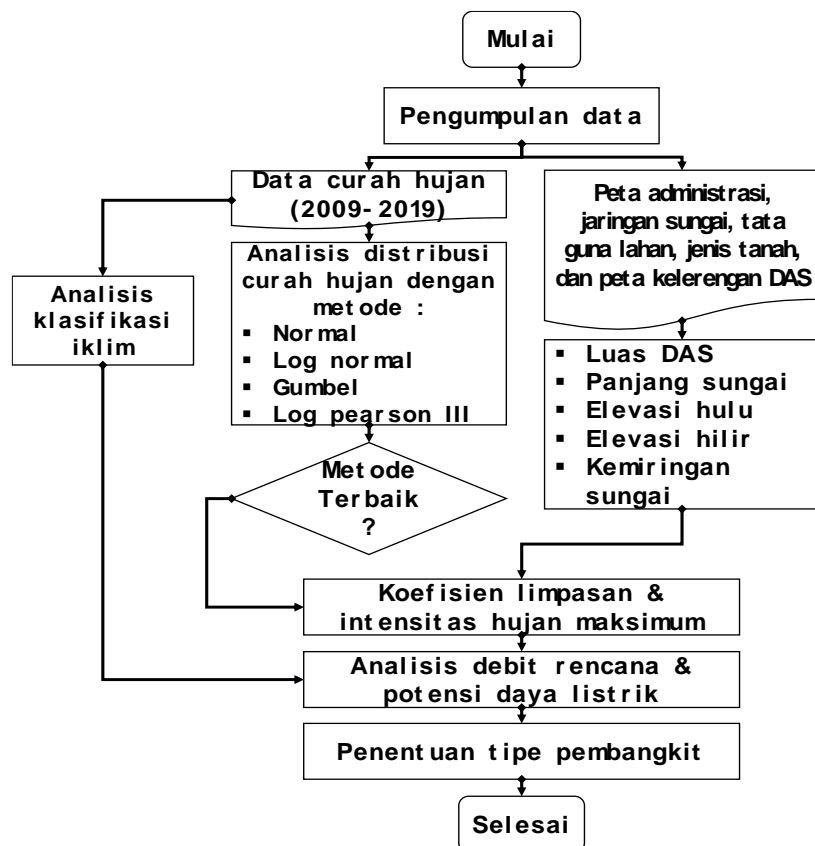 Mulai
Pengumpulan data
Data curah hujan
(2009-2019)
Peta administrasi,
jaringan sungai, tata
guna lahan, jenis tanah,
dan peta kelerengan DAS
Analisis distribusi
curah hujan dengan
metode :
▪ Normal
▪ Log normal
▪ Gumbel
▪ Log pearson III
Analisis
klasifikasi
iklim
▪ Luas DAS
▪ Panjang sungai
▪ Elevasi hulu
▪ Elevasi hilir
▪ Kemiringan
sungai
Metode
Terbaik
?
Koefisien limpasan &
intensitas hujan maksimum
Analisis debit rencana &
potensi daya listrik
Penentuan tipe pembangkit
Selesai